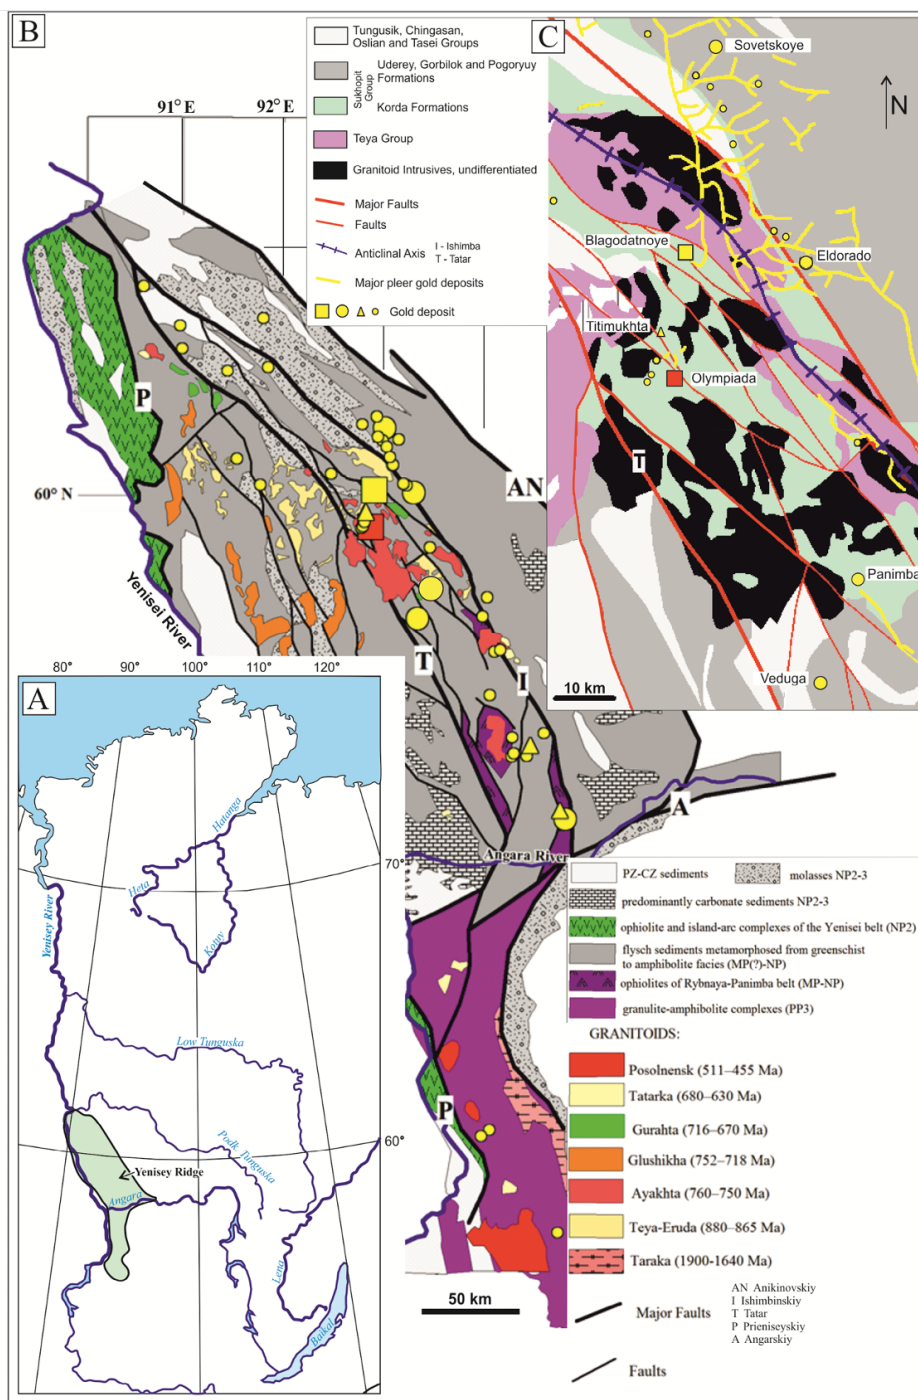 B
91° E
92° E
60° N
P
AN
T
I
A
P
Yenisei River
Angara River
50 km
Tungusik, Chingasan,
Oslian and Tasei Groups
Sukhopit
Group
Uderey, Gorbilok and Pogoryuy
Formations
Korda Formations
Teya Group
Granitoid Intrusives, undifferentiated
Major Faults
Faults
Anticlinal Axis
I - Ishimba
T - Tatar
Major pleer gold deposits
Gold deposit
C
N
Sovetskoye
Blagodatnoye
Eldorado
Titimukhta
Olympiada
T
Panimba
Veduga
10 km
A
80°
90°
100°
110°
120°
70°
60°
Hatanga
Heta
Kotuy
Yenisey River
Low Tunguska
Podk. Tunguska
Yenisey Ridge
Angara
Lena
Baikal
PZ-CZ sediments
molasses NP2-3
predominantly carbonate sediments NP2-3
ophiolite and island-arc complexes of the Yenisei belt (NP2)
flysch sediments metamorphosed from greenschist
to amphibolite facies (MP(?)-NP)
ophiolites of Rybnaya-Panimba belt (MP-NP)
granulite-amphibolite complexes (PP3)
GRANITOIDS:
Posolnensk (511–455 Ma)
Tatarka (680–630 Ma)
Gurahta (716–670 Ma)
Glushikha (752–718 Ma)
Ayakhta (760–750 Ma)
Teya-Eruda (880–865 Ma)
Taraka (1900-1640 Ma)
Major Faults
AN Anikinovskiy
I Ishimbinskiy
T Tatar
P Prieniseyskiy
A Angarskiy
Faults